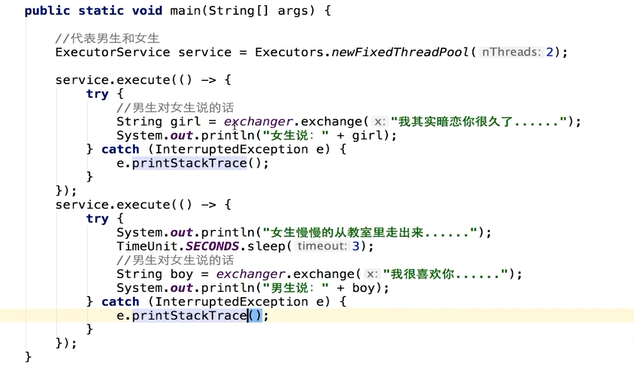 public static void main(String[] args) {
//代表男生和女生
ExecutorService service = Executors.newFixedThreadPool( nThreads: 2);
service.execute(() -> {
try {
//男生对女生说的话
String girl = exchanger.exchange( x: "我其实暗恋你很久了......");
System.out.println("女生说：" + girl);
} catch (InterruptedException e) {
e.printStackTrace();
}
});
service.execute(() -> {
try {
System.out.println("女生慢慢的从教室里走出来......");
TimeUnit.SECONDS.sleep( timeout: 3);
//男生对女生说的话
String boy = exchanger.exchange( x: "我很喜欢你......");
System.out.println("男生说：" + boy);
} catch (InterruptedException e) {
e.printStackTrace();
}
});
}